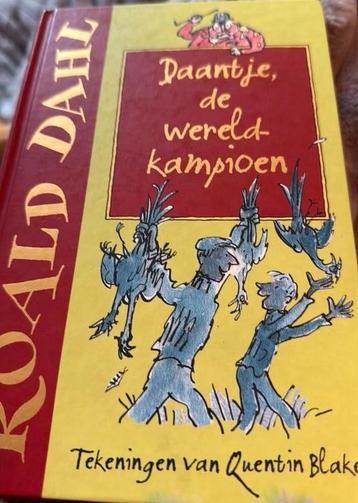 ROALD DAHL
Daantje,
de
wereld-
kampioen
Tekeningen van Quentin Blake